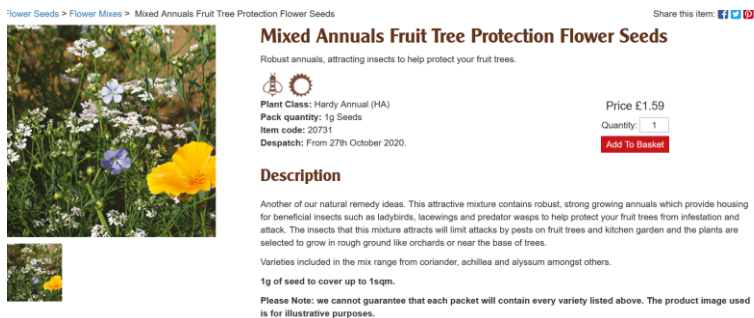 Flower Seeds > Flower Mixes > Mixed Annuals Fruit Tree Protection Flower Seeds
Share this item:
Mixed Annuals Fruit Tree Protection Flower Seeds
Robust annuals, attracting insects to help protect your fruit trees.
Plant Class: Hardy Annual (HA)
Pack quantity: 1g Seeds
Item code: 20731
Despatch: From 27th October 2020.
Price £1.59
Quantity: 1
Add To Basket
Description
Another of our natural remedy ideas. This attractive mixture contains robust, strong growing annuals which provide housing
for beneficial insects such as ladybirds, lacewings and predator wasps to help protect your fruit trees from infestation and
attack. The insects that this mixture attracts will limit attacks by pests on fruit trees and kitchen garden and the plants are
selected to grow in rough ground like orchards or near the base of trees.
Varieties included in the mix range from coriander, achillea and alyssum amongst others.
1g of seed to cover up to 1sqm.
Please Note: we cannot guarantee that each packet will contain every variety listed above. The product image used
is for illustrative purposes.